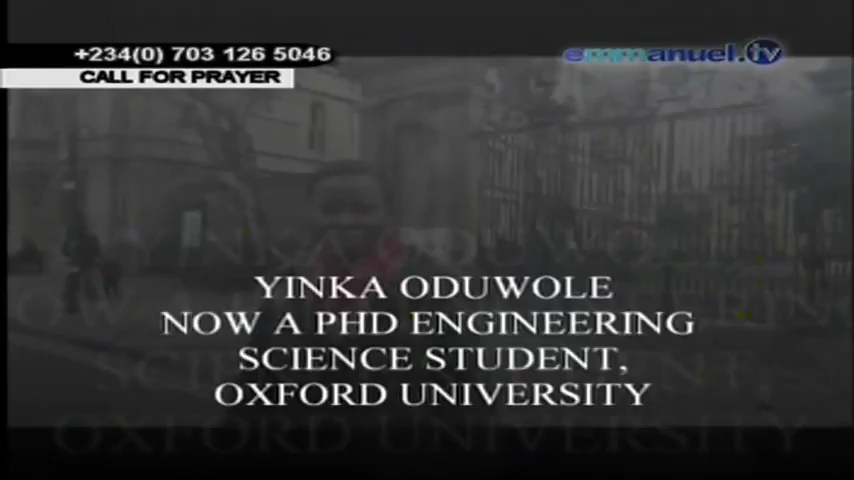 +234(0) 703 126 5046
CALL FOR PRAYER
emmanuel.tv
YINKA ODUWOLE
NOW A PHD ENGINEERING
SCIENCE STUDENT,
OXFORD UNIVERSITY